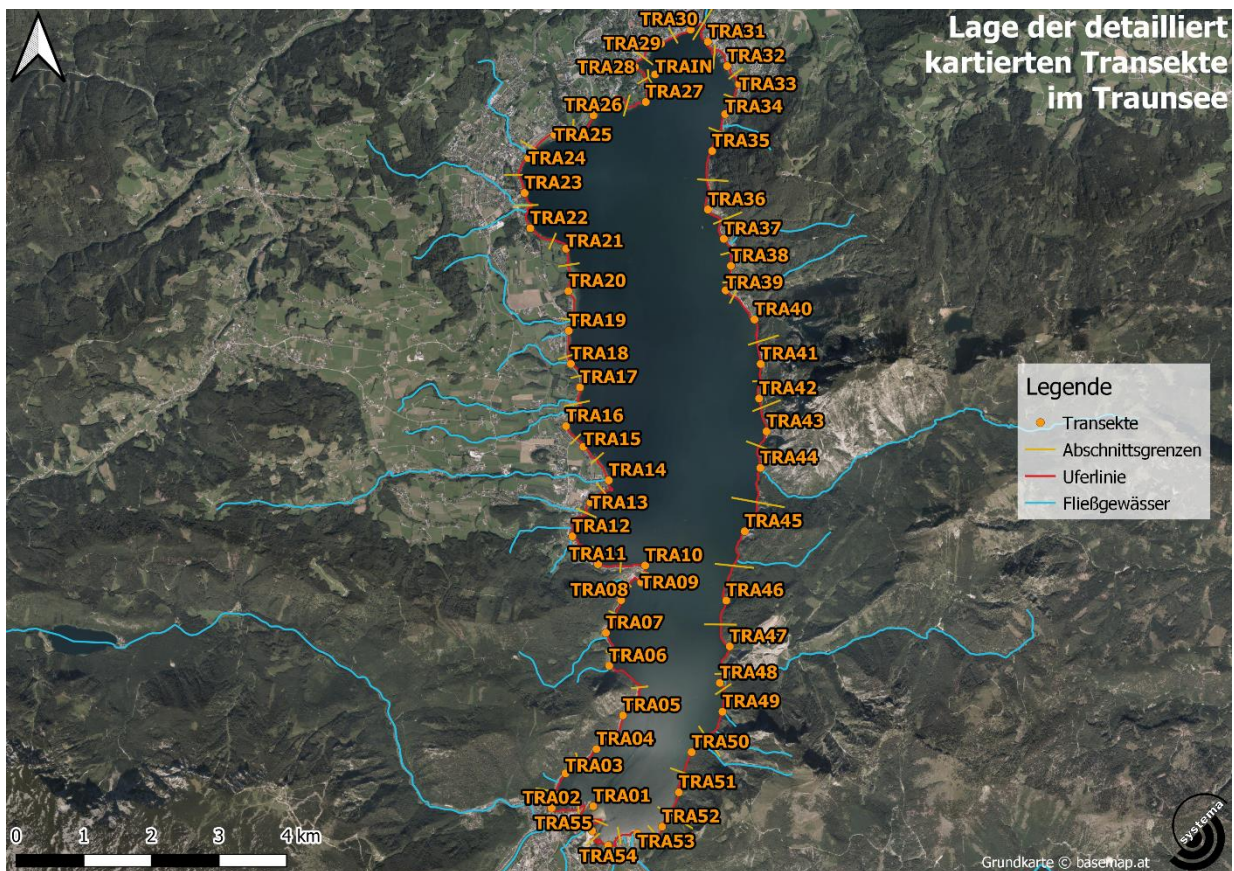 Lage der detailliert
kartierten Transekte
im Traunsee
TRA30
TRA31
TRA29
TRA32
TRA28
TRAIN
TRA33
TRA27
TRA26
TRA34
TRA25
TRA35
TRA24
TRA23
TRA36
TRA22
TRA37
TRA21
TRA38
TRA20
TRA39
TRA40
TRA19
TRA18
TRA41
TRA17
TRA42
TRA16
TRA43
TRA15
TRA44
TRA14
TRA13
TRA12
TRA45
TRA11
TRA10
TRA09
TRA08
TRA46
TRA07
TRA47
TRA06
TRA48
TRA49
TRA05
TRA04
TRA50
TRA03
TRA51
TRA02
TRA01
TRA55
TRA52
TRA53
TRA54
Legende
Transekte
Abschnittsgrenzen
Uferlinie
Fließgewässer
0 1 2 3 4 km
systema
Grundkarte © basemap.at